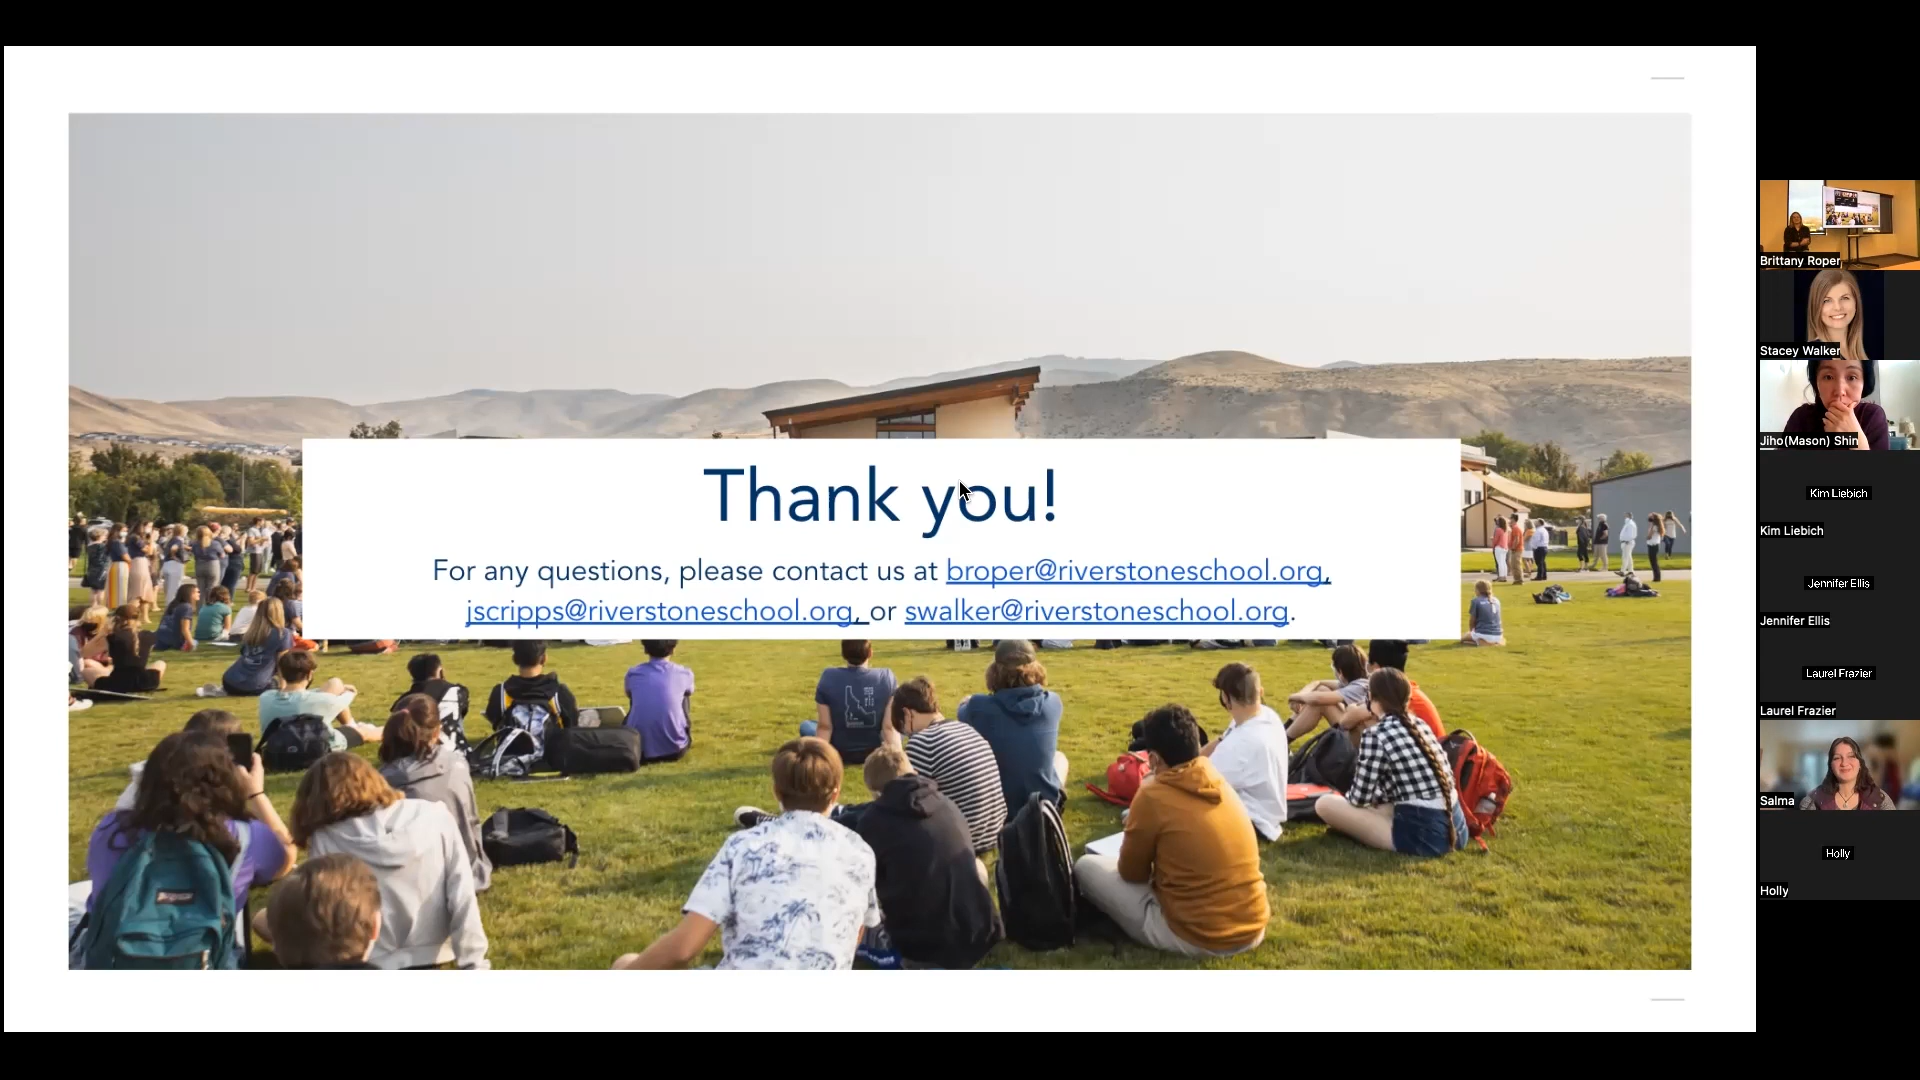 Thank you!
For any questions, please contact us at broper@riverstoneschool.org,
jscripps@riverstoneschool.org, or swalker@riverstoneschool.org.
Brittany Roper
Stacey Walker
Jiho(Mason) Shin
Kim Liebich
Kim Liebich
Jennifer Ellis
Jennifer Ellis
Laurel Frazier
Laurel Frazier
Salma
Holly
Holly